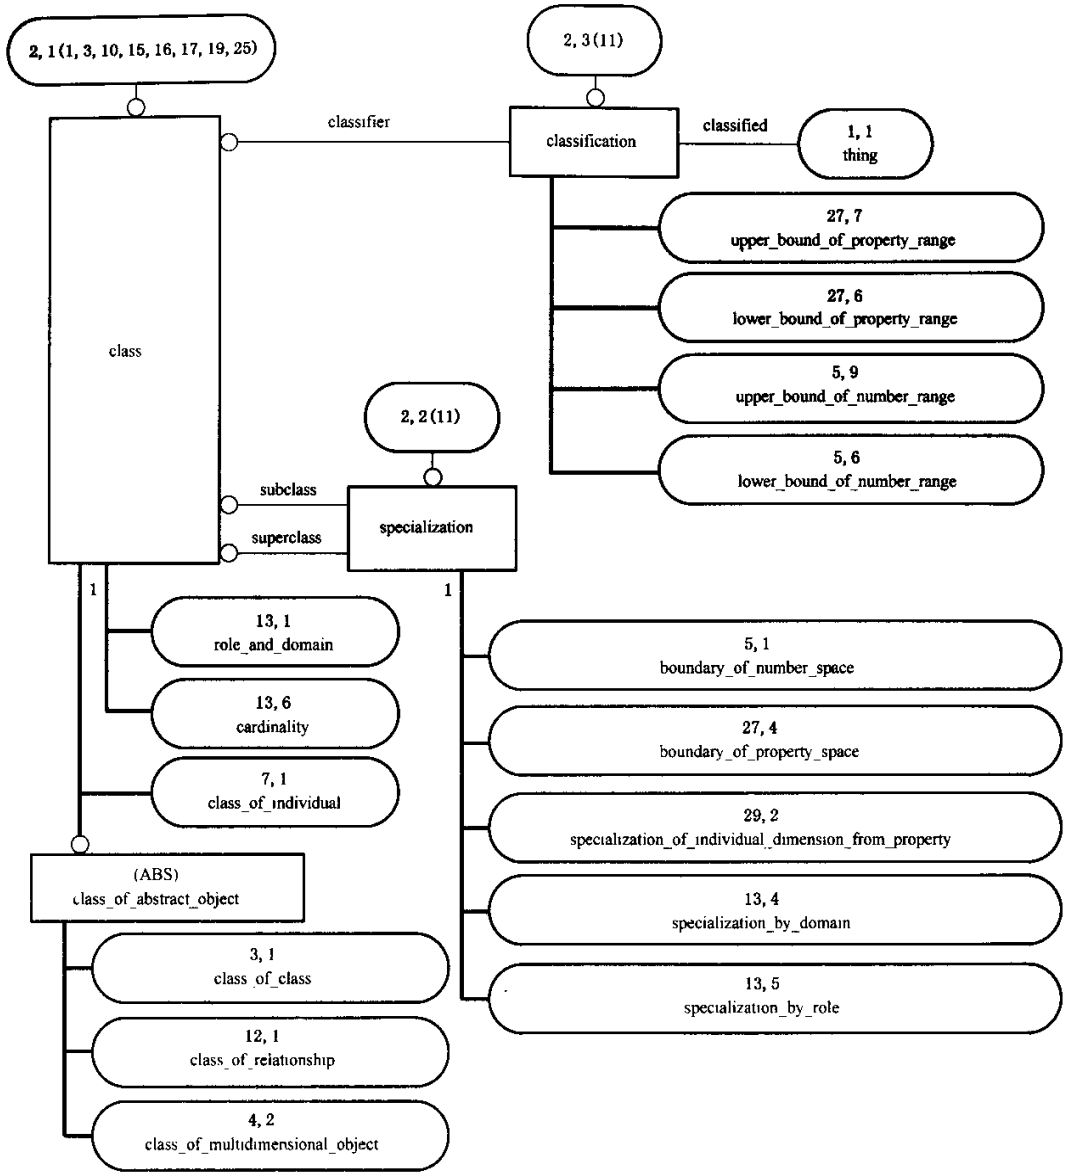 2, 1(1, 3, 10, 15, 16, 17, 19, 25)
2, 3(11)
classifier
classification
classified
1, 1
thing
27, 7
upper_bound_of_property_range
27, 6
lower_bound_of_property_range
class
5, 9
upper_bound_of_number_range
2, 2(11)
5, 6
lower_bound_of_number_range
subclass
superclass
specialization
1
1
13, 1
role_and_domain
5, 1
boundary_of_number_space
13, 6
cardinality
27, 4
boundary_of_property_space
7, 1
class_of_individual
29, 2
specialization_of_individual_dimension_from_property
(ABS)
class_of_abstract_object
13, 4
specialization_by_domain
3, 1
class_of_class
13, 5
specialization_by_role
12, 1
class_of_relationship
4, 2
class_of_multidimensional_object